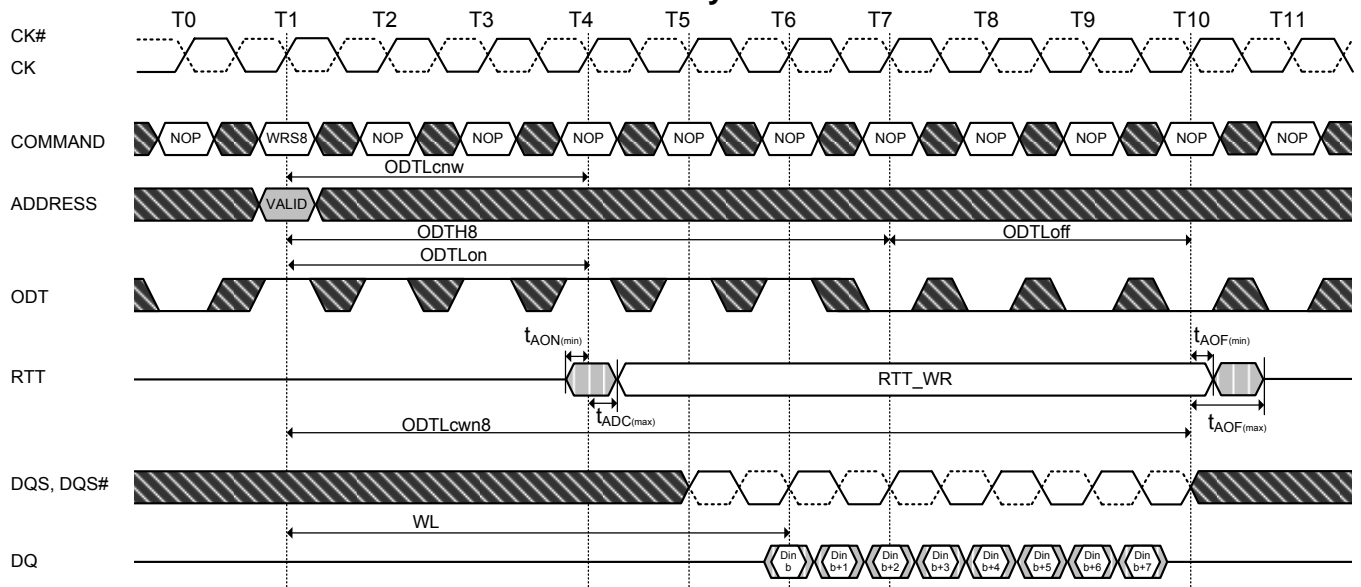 T0 T1 T2 T3 T4 T5 T6 T7 T8 T9 T10 T11
CK#
CK
COMMAND NOP WRS8 NOP NOP NOP NOP NOP NOP NOP NOP NOP NOP
ODTLcnw
ADDRESS VALID
ODTH8 ODTLoff
ODTLon
ODT
tAON(min) tAOF(min)
RTT RTT_WR
tADC(max) tAOF(max)
ODTLcwn8
DQS, DQS#
WL
DQ Din b Din b+1 Din b+2 Din b+3 Din b+4 Din b+5 Din b+6 Din b+7